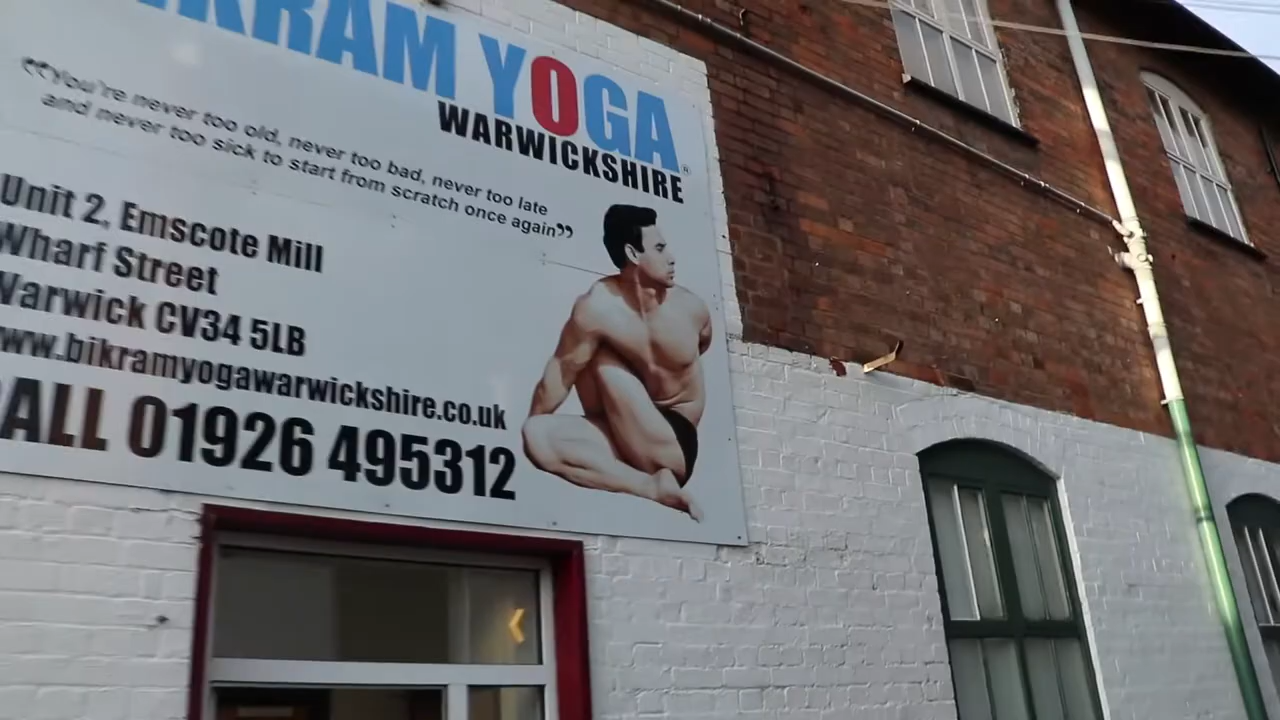 IKRAM YOGA
WARWICKSHIRE
“You're never too old, never too bad, never too late
and never too sick to start from scratch once again”
Unit 2, Emscote Mill
Wharf Street
Warwick CV34 5LB
www.bikramyogawarwickshire.co.uk
CALL 01926 495312